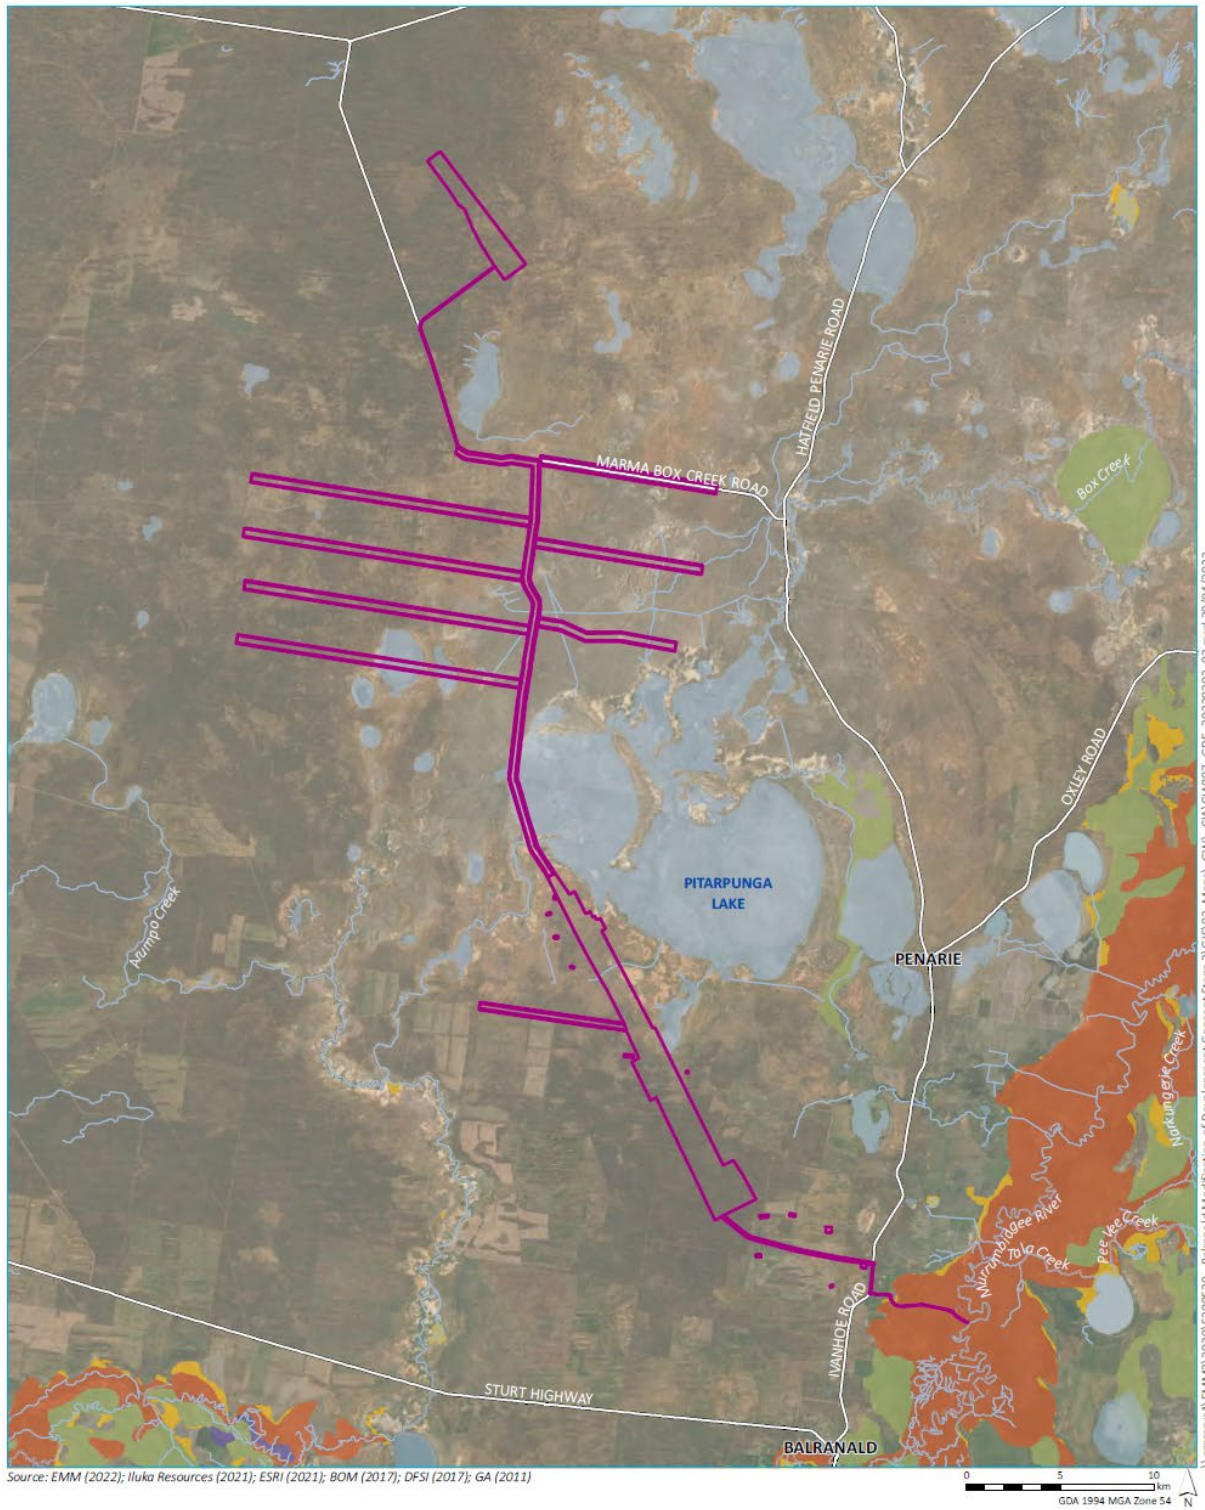 HATFIELD PENARIE ROAD
MARMA BOX CREEK ROAD
Box Creek
OXLEY ROAD
PITARPUNGA
LAKE
Arumpo Creek
PENARIE
Narkungerie Creek
Murrumbidgee River
Tala Creek
Pee Vee Creek
IVANHOE ROAD
STURT HIGHWAY
BALRANALD
Source: EMM (2022); Iluka Resources (2021); ESRI (2021); BOM (2017); DFSI (2017); GA (2011)
0 5 10
km
GDA 1994 MGA Zone 54
N